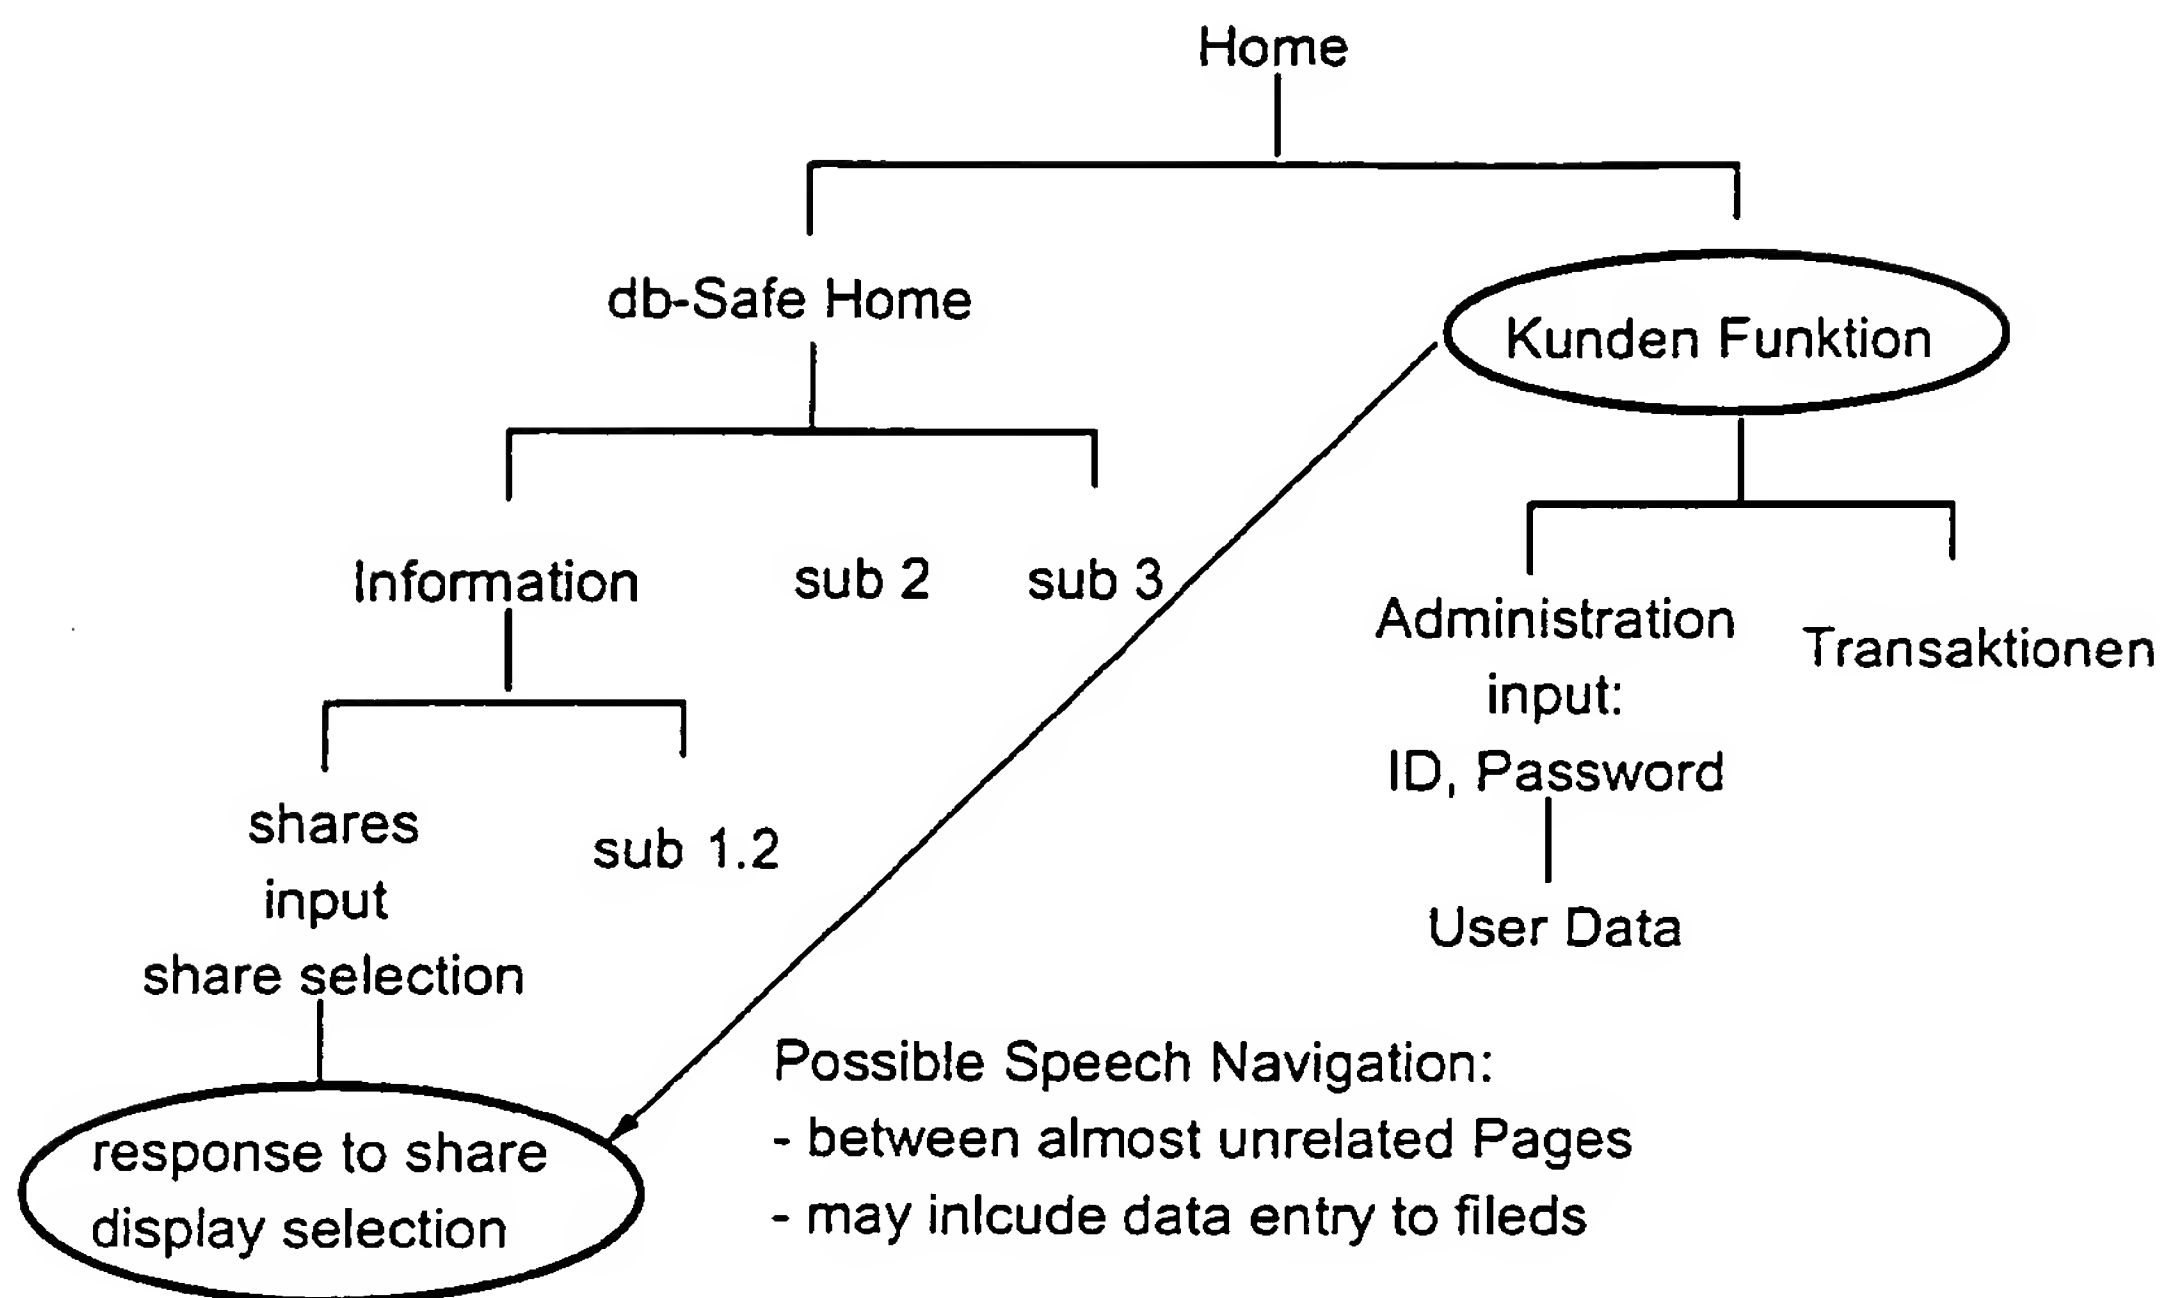 Home
db-Safe Home
Kunden Funktion
Information
sub 2
sub 3
Administration
input:
ID, Password
Transaktionen
User Data
shares
input
share selection
sub 1.2
response to share
display selection
Possible Speech Navigation:
- between almost unrelated Pages
- may inlcude data entry to fileds